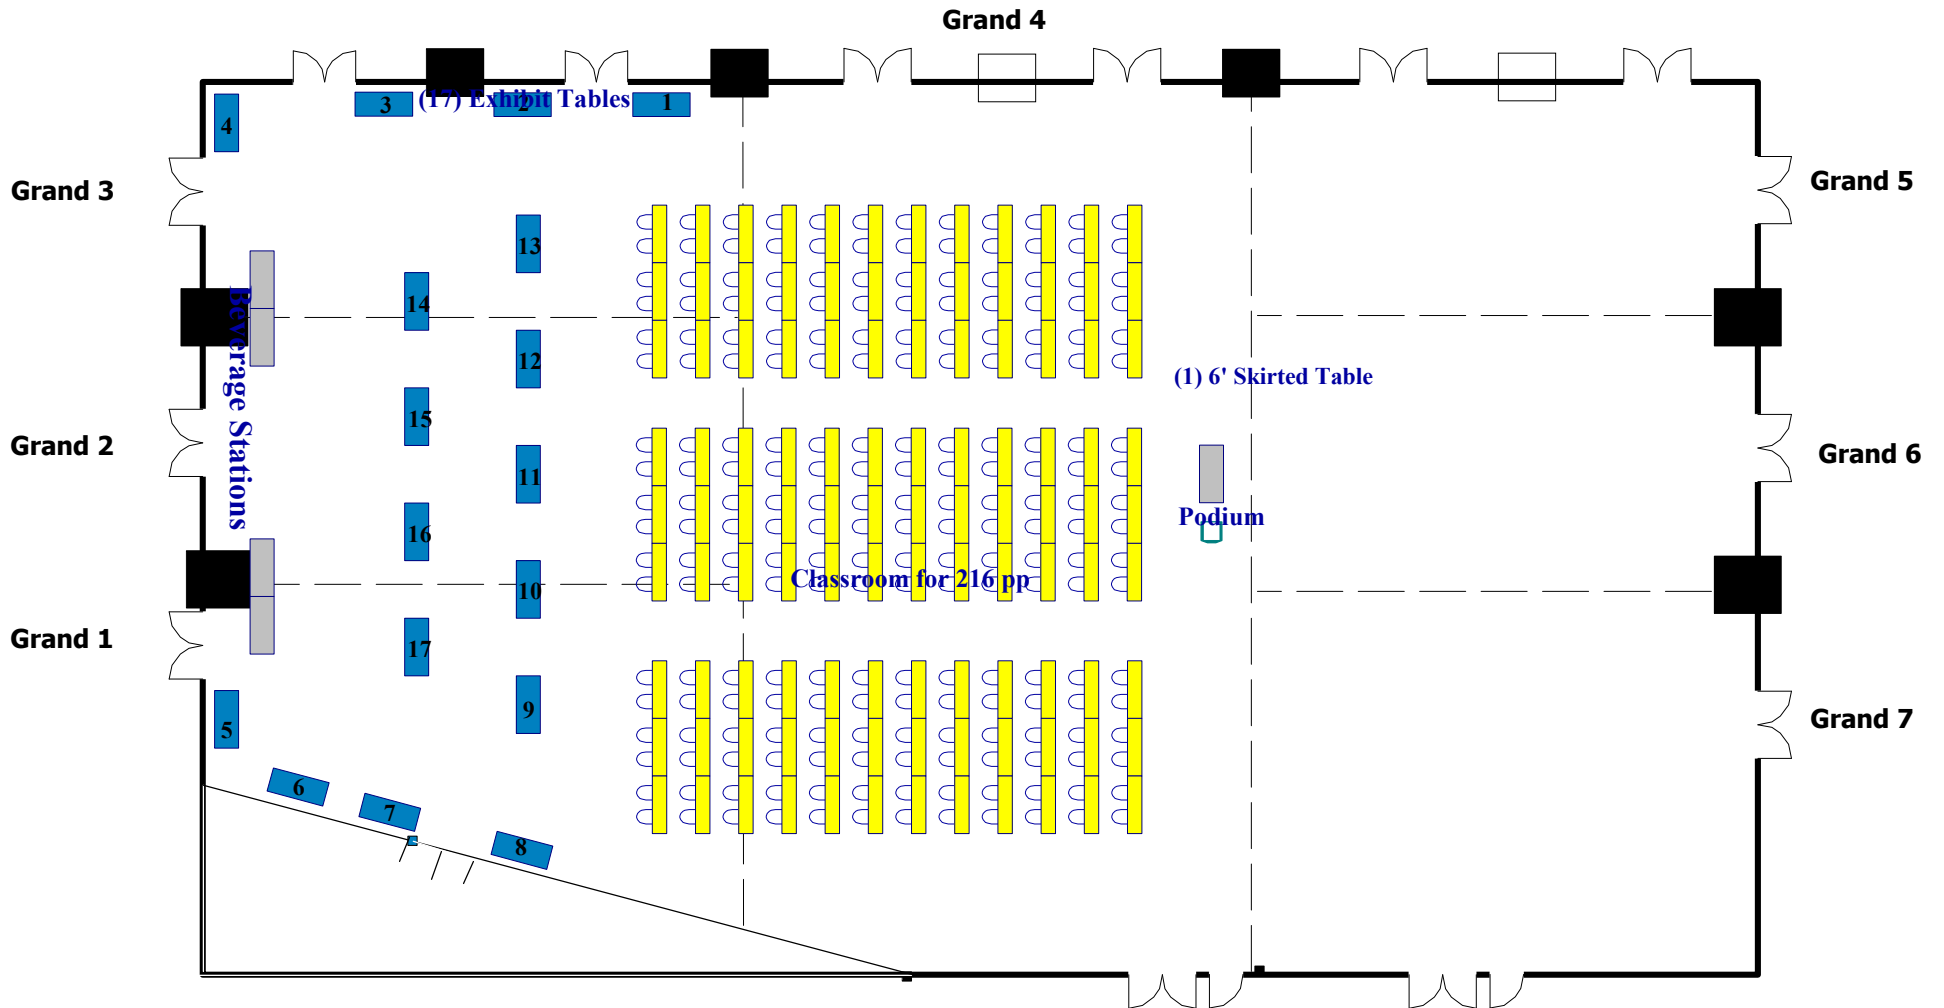 Grand 4
(17) Exhibit Tables
3
2
1
4
Grand 3
Grand 5
13
14
Beverage Stations
12
(1) 6' Skirted Table
15
Grand 2
Grand 6
11
Podium
16
Classroom for 216 pp
10
Grand 1
17
9
Grand 7
5
6
7
8